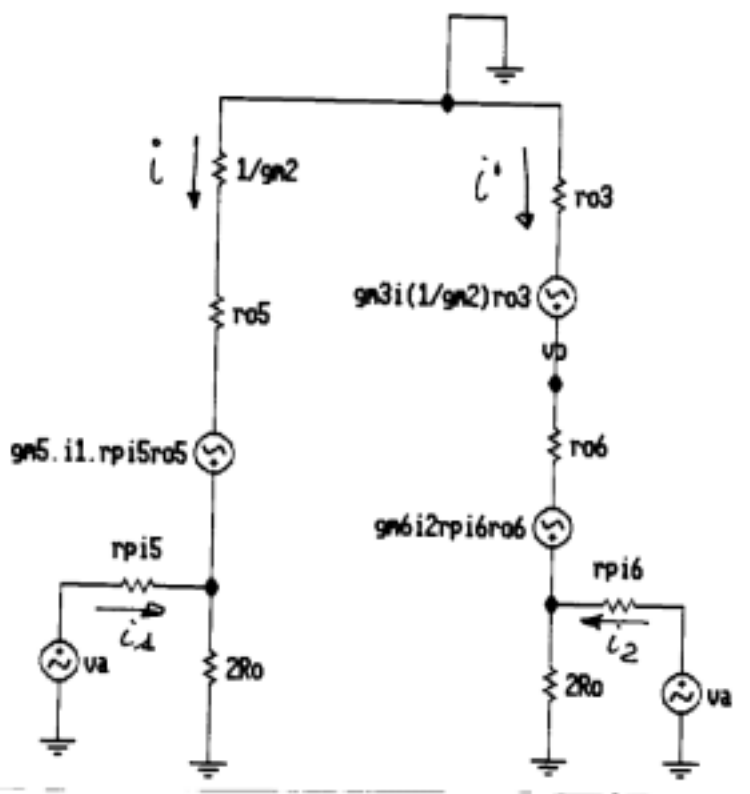 i
1/gm2
i'
ro3
gm3i(1/gm2)ro3
ro5
vo
gm5.i1.rpi5ro5
ro6
gm6i2rpi6ro6
rpi5
rpi6
i1
i2
va
2Ro
2Ro
va